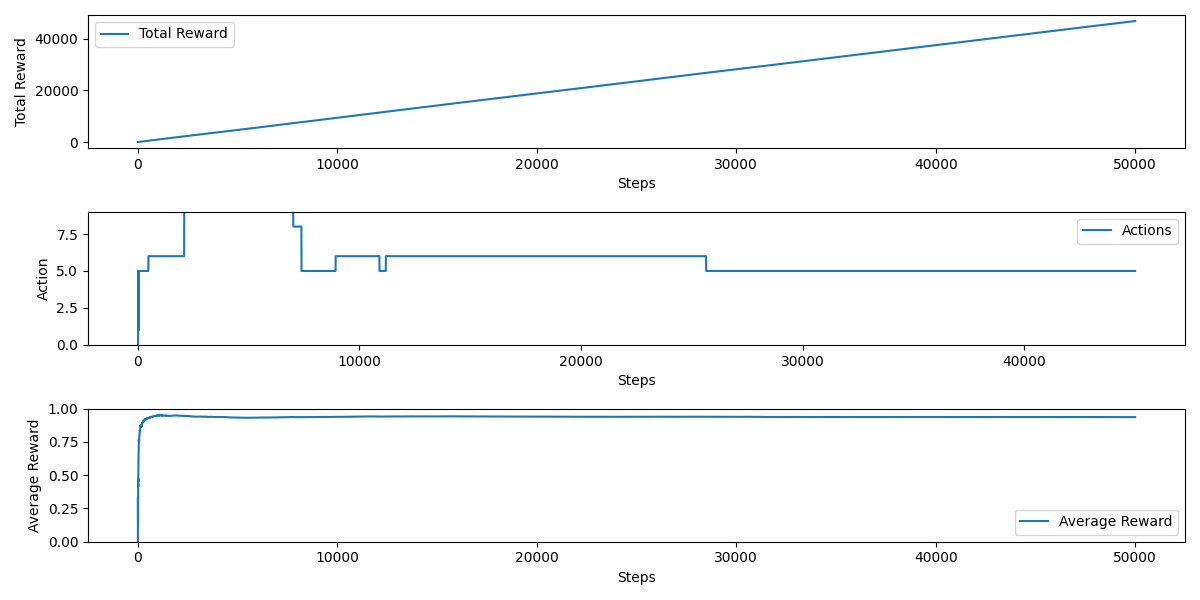 Total Reward
Total Reward
40000
20000
0
0 10000 20000 30000 40000 50000
Steps
Actions
Action
7.5
5.0
2.5
0.0
0 10000 20000 30000 40000
Steps
Average Reward
1.00
0.75
0.50
0.25
0.00
Average Reward
0 10000 20000 30000 40000 50000
Steps